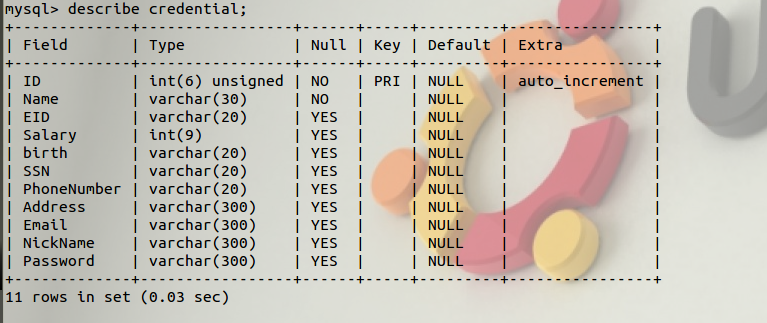 mysql> describe credential;
+-------------+-----------------+------+-----+---------+----------------+
| Field       | Type            | Null | Key | Default | Extra          |
+-------------+-----------------+------+-----+---------+----------------+
| ID          | int(6) unsigned | NO   | PRI | NULL    | auto_increment |
| Name        | varchar(30)     | NO   |     | NULL    |                |
| EID         | varchar(20)     | YES  |     | NULL    |                |
| Salary      | int(9)          | YES  |     | NULL    |                |
| birth       | varchar(20)     | YES  |     | NULL    |                |
| SSN         | varchar(20)     | YES  |     | NULL    |                |
| PhoneNumber | varchar(20)     | YES  |     | NULL    |                |
| Address     | varchar(300)    | YES  |     | NULL    |                |
| Email       | varchar(300)    | YES  |     | NULL    |                |
| NickName    | varchar(300)    | YES  |     | NULL    |                |
| Password    | varchar(300)    | YES  |     | NULL    |                |
+-------------+-----------------+------+-----+---------+----------------+
11 rows in set (0.03 sec)